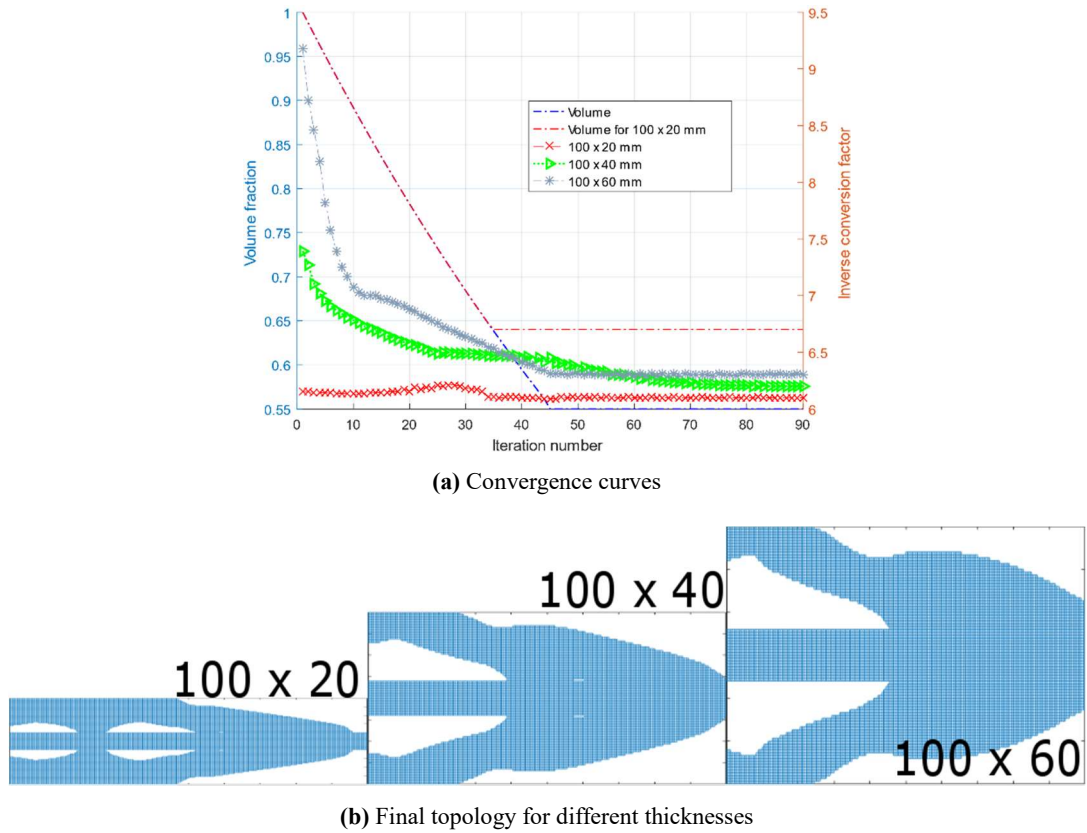 1
0.95
0.9
0.85
0.8
0.75
0.7
0.65
0.6
0.55
Volume fraction
9.5
9
8.5
8
7.5
7
6.5
6
Inverse conversion factor
Volume
Volume for 100 x 20 mm
100 x 20 mm
100 x 40 mm
100 x 60 mm
0 10 20 30 40 50 60 70 80 90
Iteration number
(a) Convergence curves
100 x 20
100 x 40
100 x 60
(b) Final topology for different thicknesses